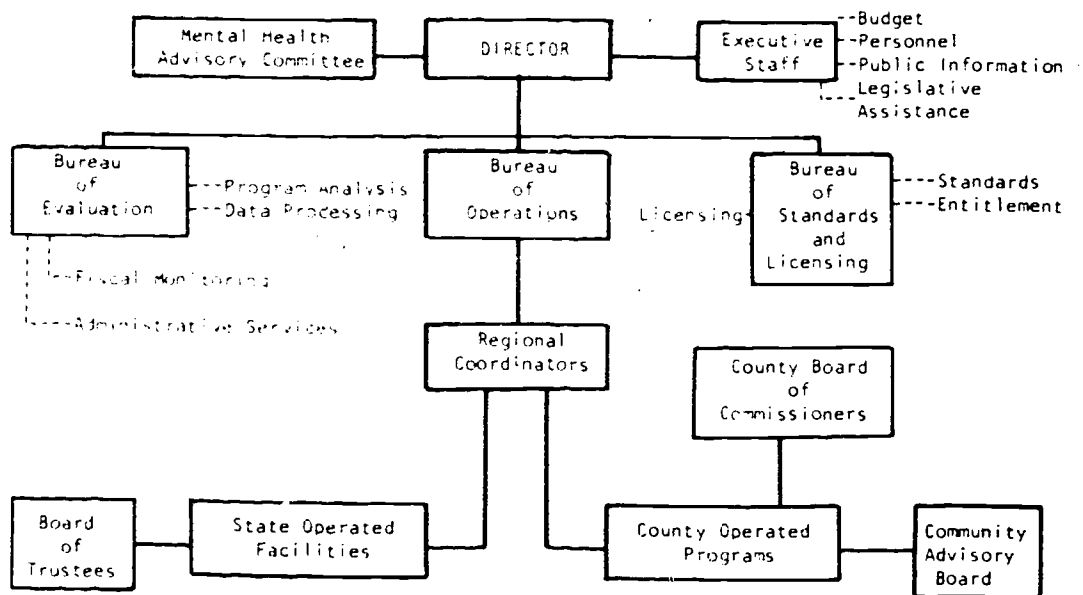 Mental Health
Advisory Committee
DIRECTOR
Executive
Staff
--Budget
--Personnel
--Public Information
---Legislative
Assistance
Bureau
of
Evaluation
---Program Analysis
---Data Processing
--Fiscal Monitoring
----Administrative Services
Bureau
of
Operations
Licensing
Bureau
of
Standards
and
Licensing
---Standards
---Entitlement
Regional
Coordinators
County Board
of
Commissioners
Board
of
Trustees
State Operated
Facilities
County Operated
Programs
Community
Advisory
Board